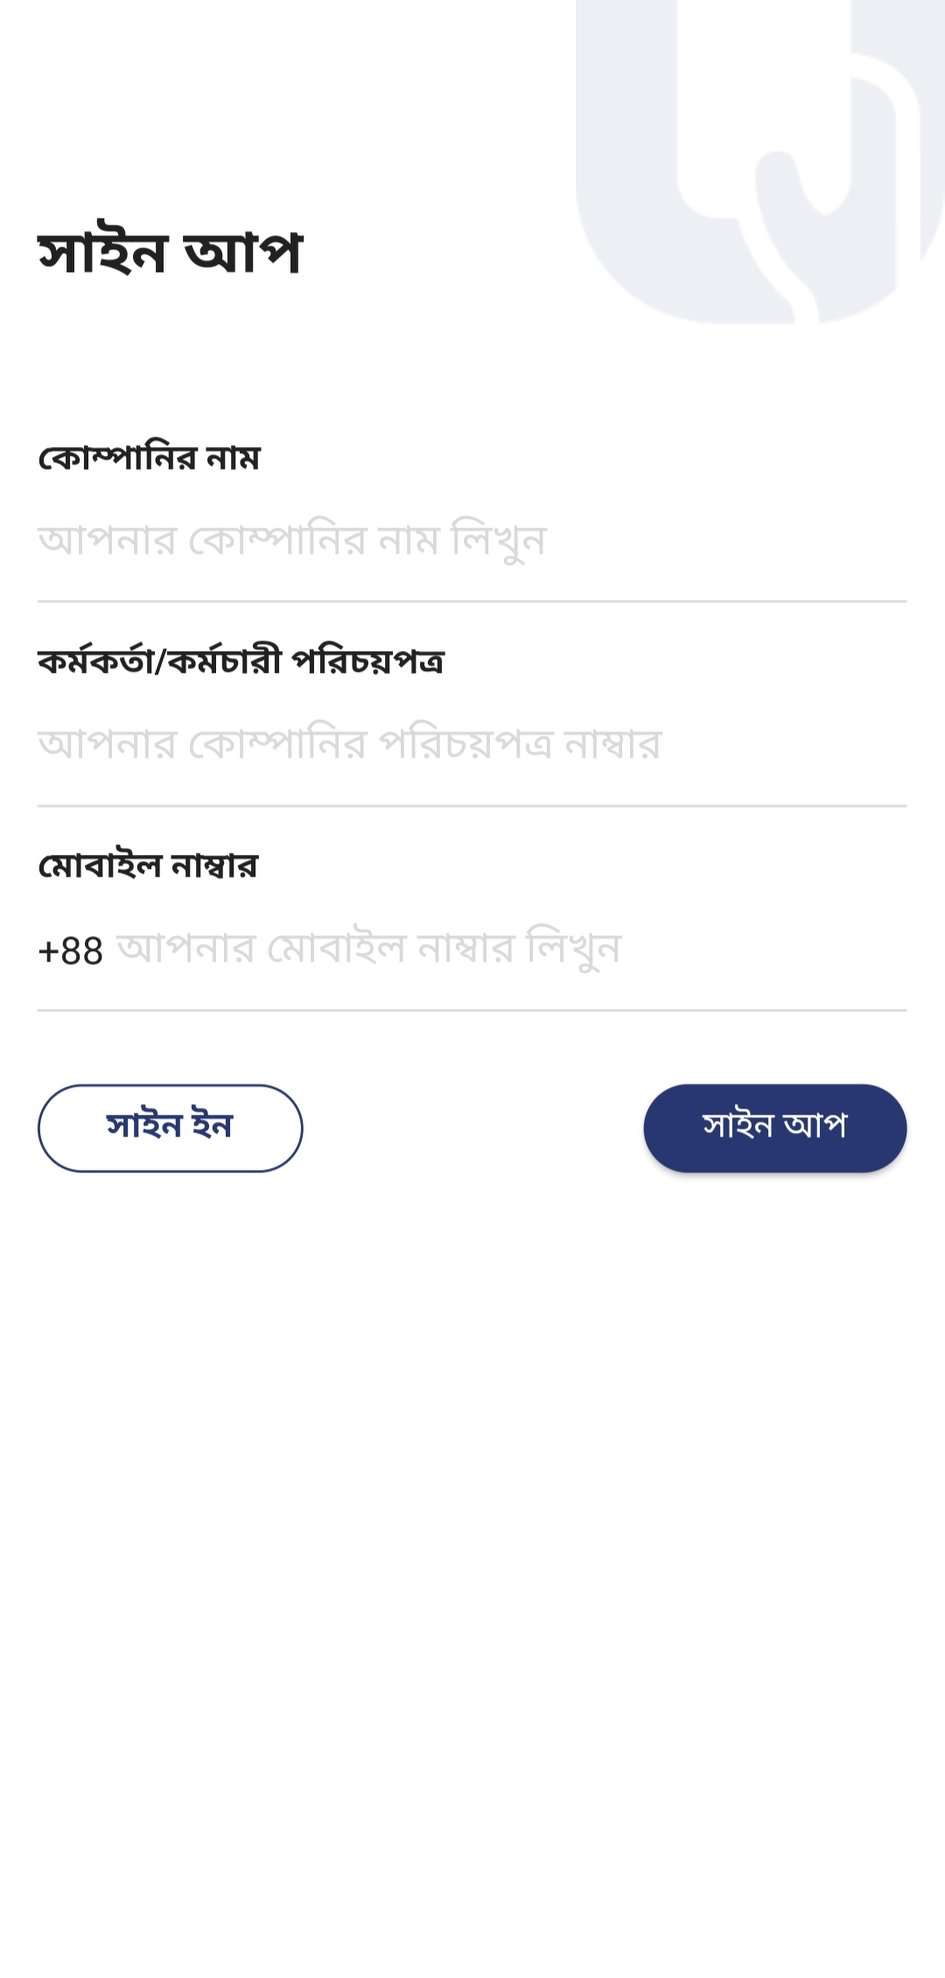 সাইন আপ
কোম্পানির নাম
আপনার কোম্পানির নাম লিখুন
কর্মকর্তা/কর্মচারী পরিচয়পত্র
আপনার কোম্পানির পরিচয়পত্র নাম্বার
মোবাইল নাম্বার
+88 আপনার মোবাইল নাম্বার লিখুন
সাইন ইন
সাইন আপ